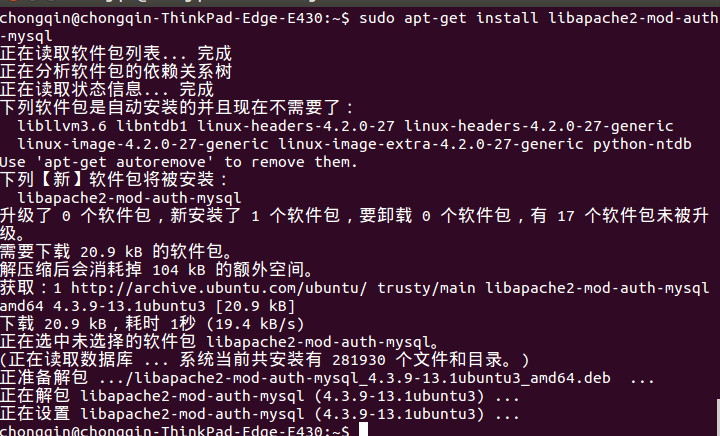 chongqin@chongqin-ThinkPad-Edge-E430:~$ sudo apt-get install libapache2-mod-auth
-mysql
正在读取软件包列表... 完成
正在分析软件包的依赖关系树
正在读取状态信息... 完成
下列软件包是自动安装的并且现在不需要了：
  libllvm3.6 libntdb1 linux-headers-4.2.0-27 linux-headers-4.2.0-27-generic
  linux-image-4.2.0-27-generic linux-image-extra-4.2.0-27-generic python-ntdb
Use 'apt-get autoremove' to remove them.
下列【新】软件包将被安装：
  libapache2-mod-auth-mysql
升级了 0 个软件包，新安装了 1 个软件包，要卸载 0 个软件包，有 17 个软件包未被升
级。
需要下载 20.9 kB 的软件包。
解压缩后会消耗掉 104 kB 的额外空间。
获取：1 http://archive.ubuntu.com/ubuntu/ trusty/main libapache2-mod-auth-mysql
amd64 4.3.9-13.1ubuntu3 [20.9 kB]
下载 20.9 kB，耗时 1秒 (19.4 kB/s)
正在选中未选择的软件包 libapache2-mod-auth-mysql。
(正在读取数据库 ... 系统当前共安装有 281930 个文件和目录。)
正准备解包 .../libapache2-mod-auth-mysql_4.3.9-13.1ubuntu3_amd64.deb  ...
正在解包 libapache2-mod-auth-mysql (4.3.9-13.1ubuntu3) ...
正在设置 libapache2-mod-auth-mysql (4.3.9-13.1ubuntu3) ...
chongqin@chongqin-ThinkPad-Edge-E430:~$